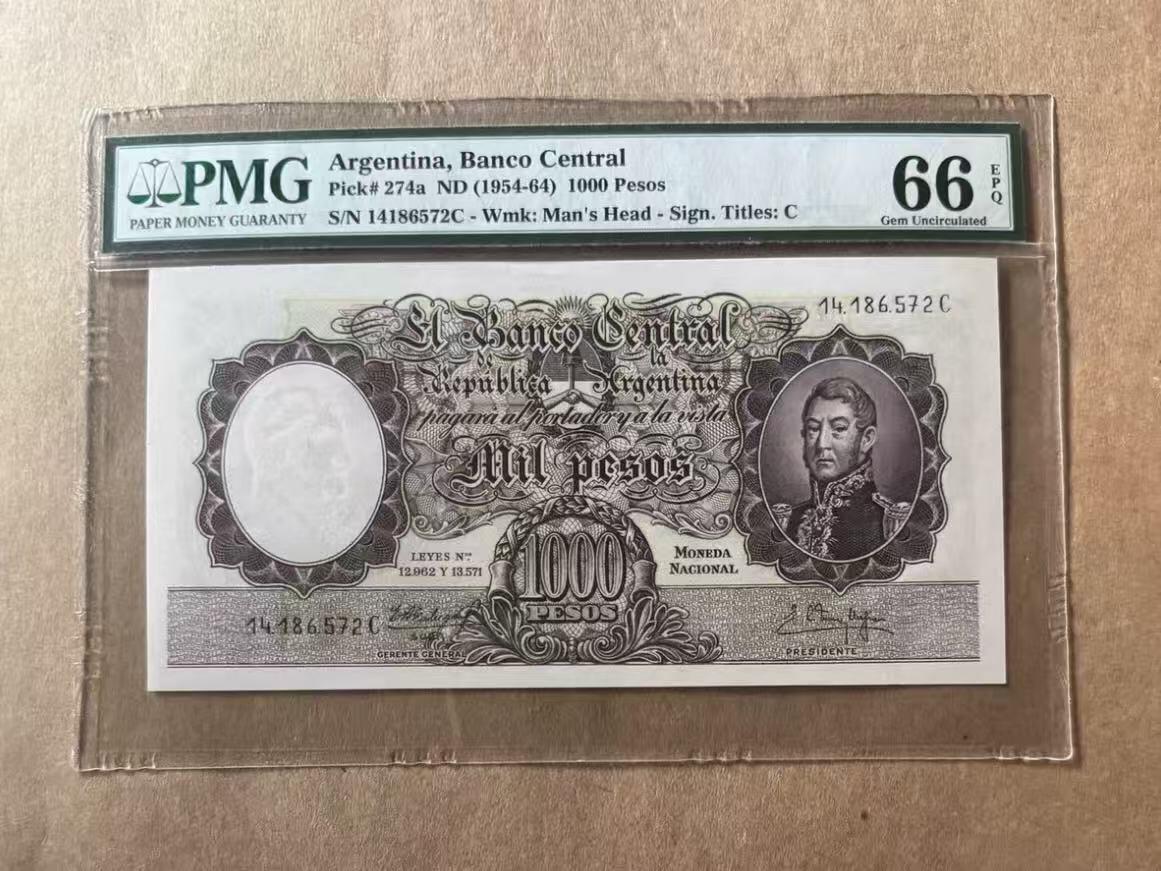 PMG
PAPER MONEY GUARANTY
Argentina, Banco Central
Pick# 274a ND (1954-64) 1000 Pesos
S/N 14186572C - Wmk: Man's Head - Sign. Titles: C
66
EPQ
Gem Uncirculated
14.186.572 C
El Banco Central
de la
República Argentina
pagará al portador y a la vista
Mil pesos
LEYES Nros
12.962 Y 13.571
1000
PESOS
MONEDA
NACIONAL
14.186.572 C
GERENTE GENERAL
PRESIDENTE